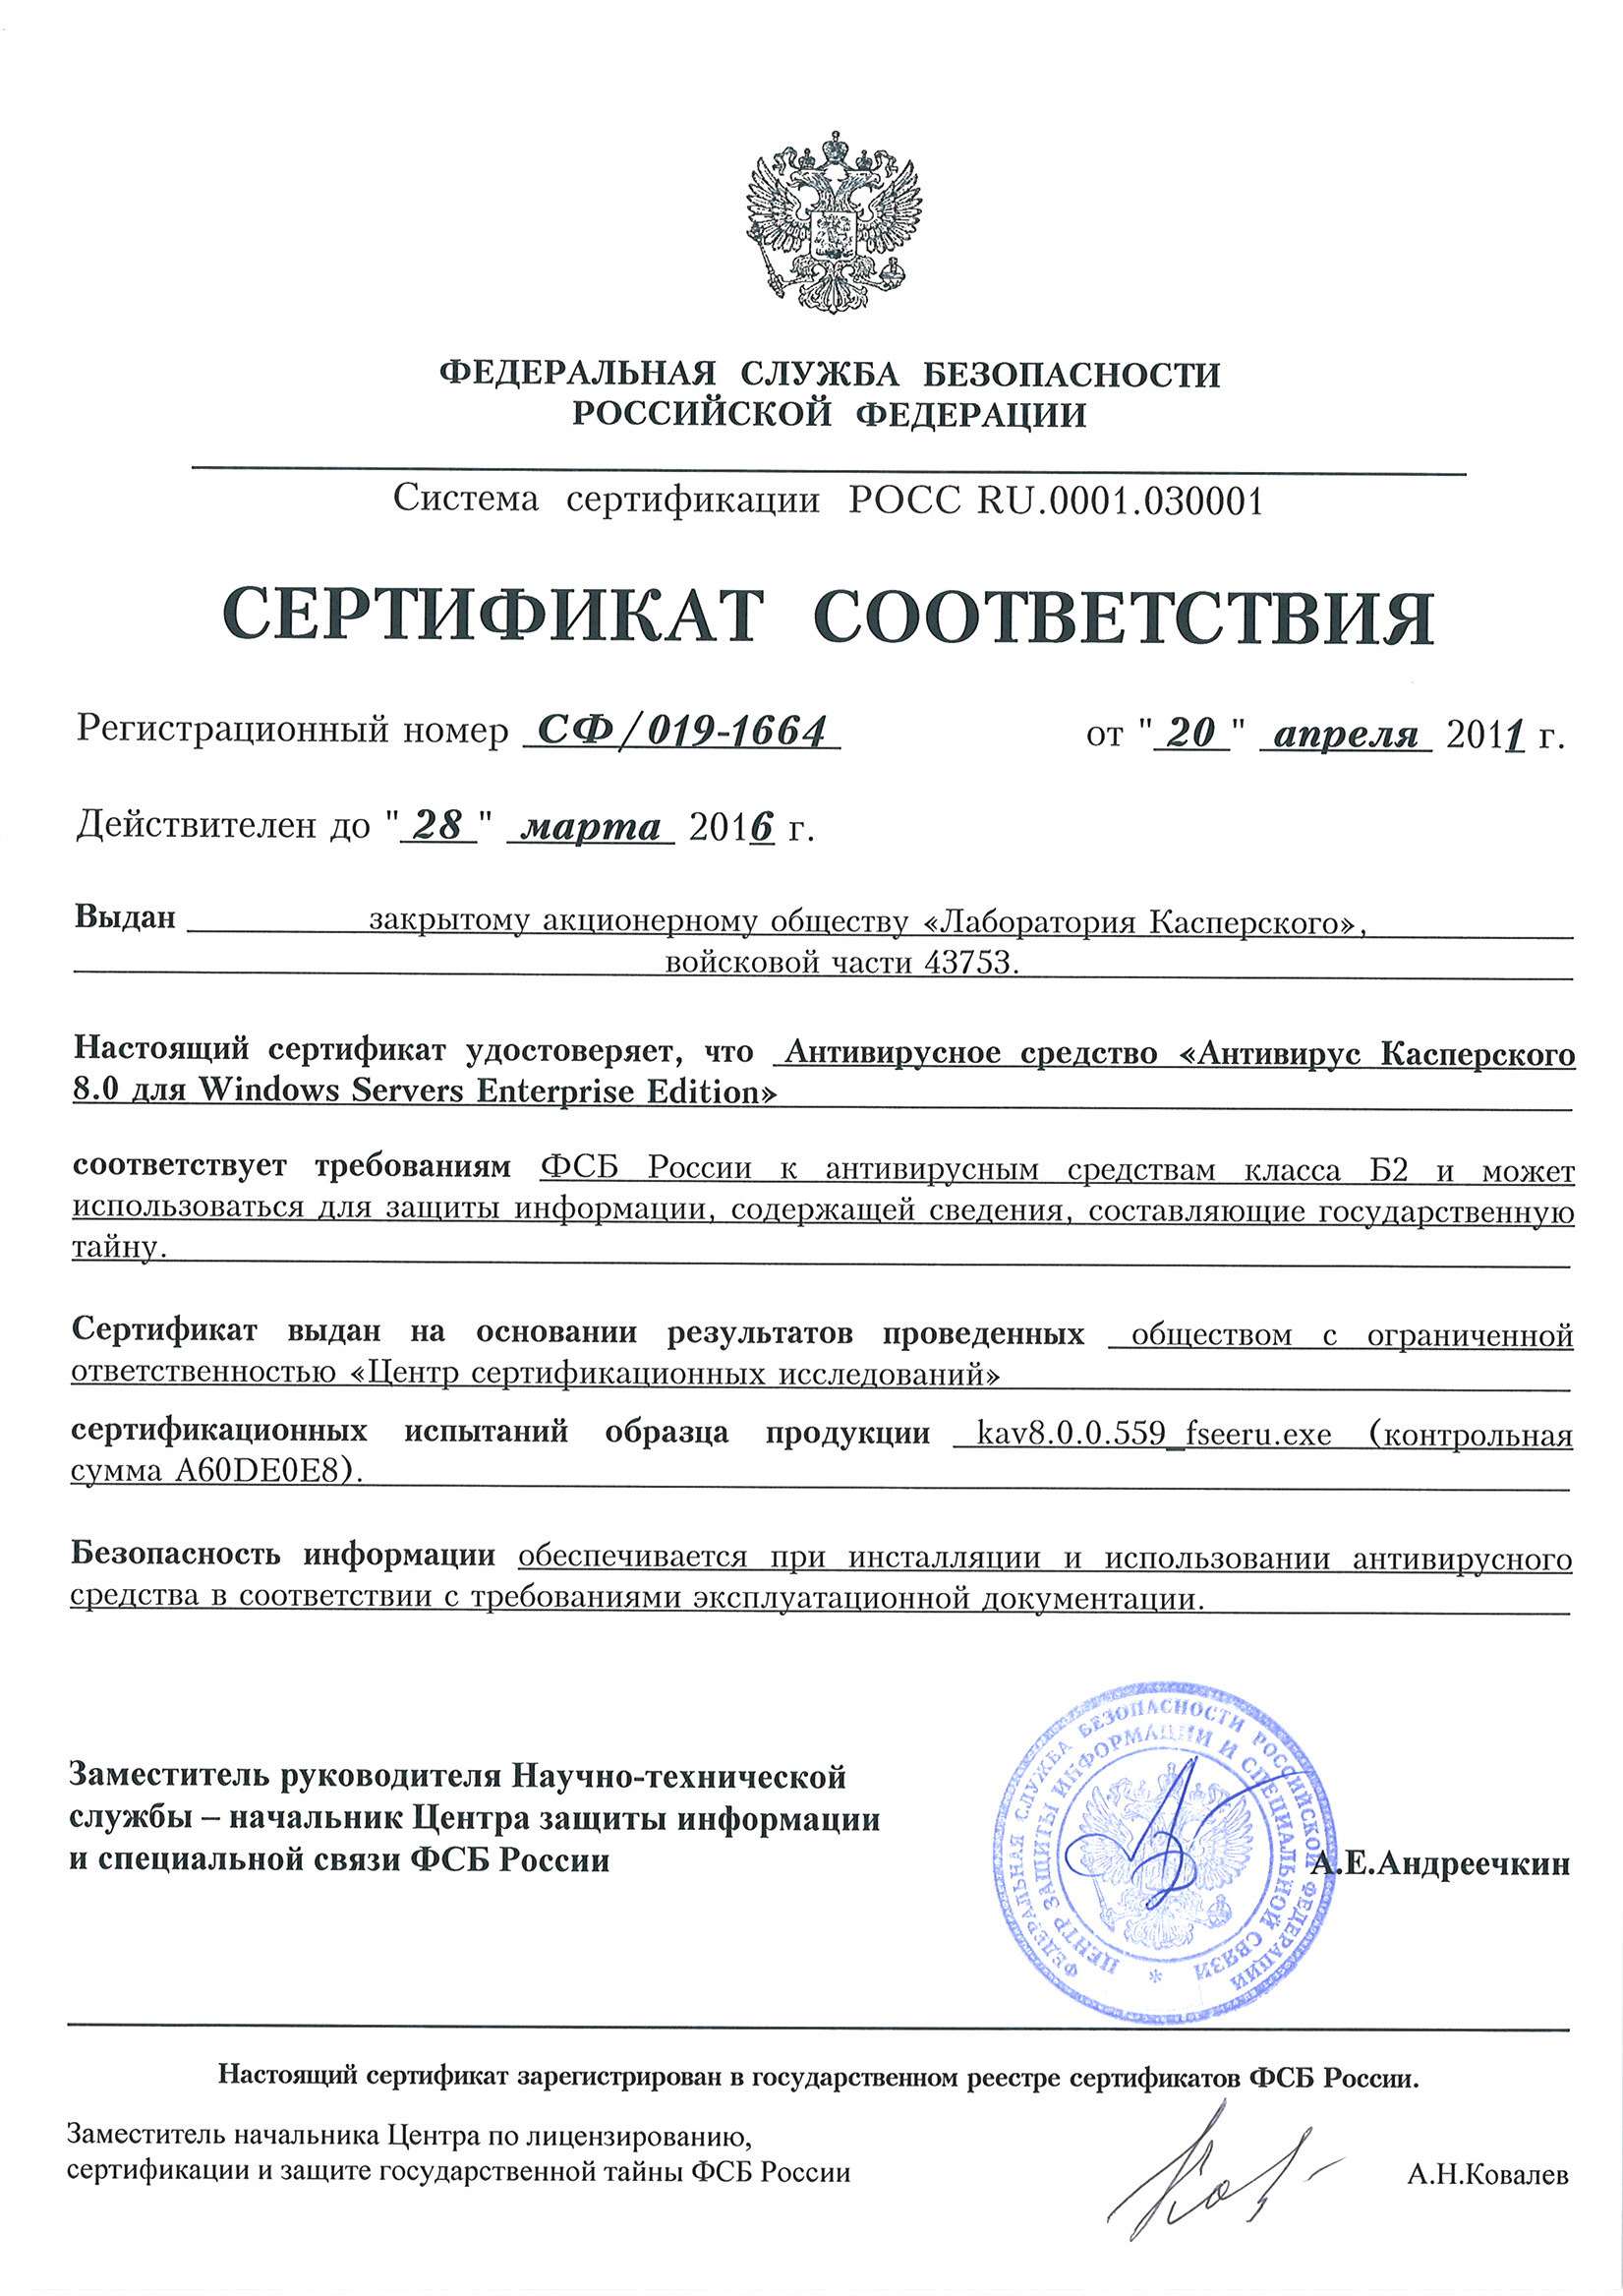 ФЕДЕРАЛЬНАЯ СЛУЖБА БЕЗОПАСНОСТИ
РОССИЙСКОЙ ФЕДЕРАЦИИ
Система сертификации РОСС RU.0001.030001
СЕРТИФИКАТ СООТВЕТСТВИЯ
Регистрационный номер СФ/019-1664 от "20" апреля 2011 г.
Действителен до "28" марта 2016 г.
Выдан закрытому акционерному обществу «Лаборатория Касперского»,
войсковой части 43753.
Настоящий сертификат удостоверяет, что Антивирусное средство «Антивирус Касперского
8.0 для Windows Servers Enterprise Edition»
соответствует требованиям ФСБ России к антивирусным средствам класса Б2 и может
использоваться для защиты информации, содержащей сведения, составляющие государственную
тайну.
Сертификат выдан на основании результатов проведенных обществом с ограниченной
ответственностью «Центр сертификационных исследований»
сертификационных испытаний образца продукции kav8.0.0.559_fseeru.exe (контрольная
сумма A60DE0E8).
Безопасность информации обеспечивается при инсталляции и использовании антивирусного
средства в соответствии с требованиями эксплуатационной документации.
ФЕДЕРАЛЬНАЯ СЛУЖБА БЕЗОПАСНОСТИ РОССИЙСКОЙ ФЕДЕРАЦИИ
ЦЕНТР ЗАЩИТЫ ИНФОРМАЦИИ И СПЕЦИАЛЬНОЙ СВЯЗИ *
Заместитель руководителя Научно-технической
службы – начальник Центра защиты информации
и специальной связи ФСБ России А.Е.Андреечкин
Настоящий сертификат зарегистрирован в государственном реестре сертификатов ФСБ России.
Заместитель начальника Центра по лицензированию,
сертификации и защите государственной тайны ФСБ России А.Н.Ковалев